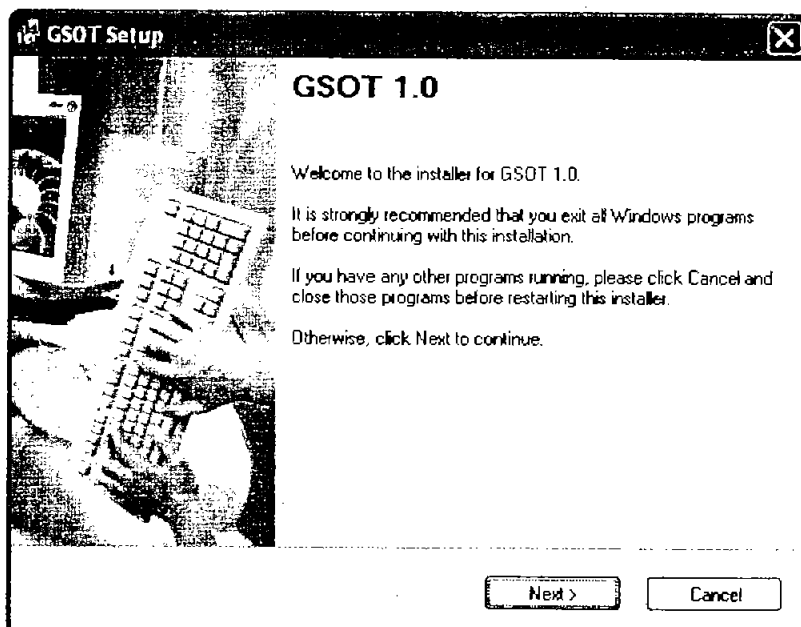 GSOT Setup
GSOT 1.0
Welcome to the installer for GSOT 1.0.
It is strongly recommended that you exit all Windows programs
before continuing with this installation.
If you have any other programs running, please click Cancel and
close those programs before restarting this installer.
Otherwise, click Next to continue.
Next >
Cancel